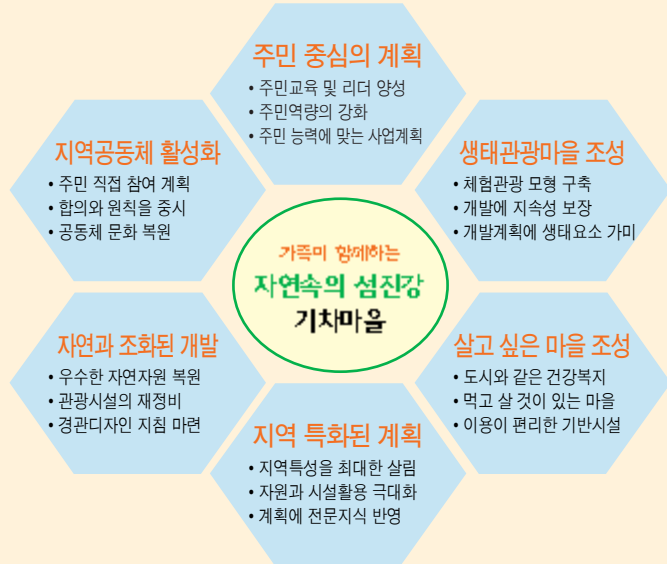 주민 중심의 계획
• 주민교육 및 리더 양성
• 주민역량의 강화
• 주민 능력에 맞는 사업계획
지역공동체 활성화
• 주민 직접 참여 계획
• 합의와 원칙을 중시
• 공동체 문화 복원
생태관광마을 조성
• 체험관광 모형 구축
• 개발에 지속성 보장
• 개발계획에 생태요소 가미
가족이 함께하는
자연속의 섬진강
기차마을
자연과 조화된 개발
• 우수한 자연자원 복원
• 관광시설의 재정비
• 경관디자인 지침 마련
살고 싶은 마을 조성
• 도시와 같은 건강복지
• 먹고 살 것이 있는 마을
• 이용이 편리한 기반시설
지역 특화된 계획
• 지역특성을 최대한 살림
• 자원과 시설활용 극대화
• 계획에 전문지식 반영